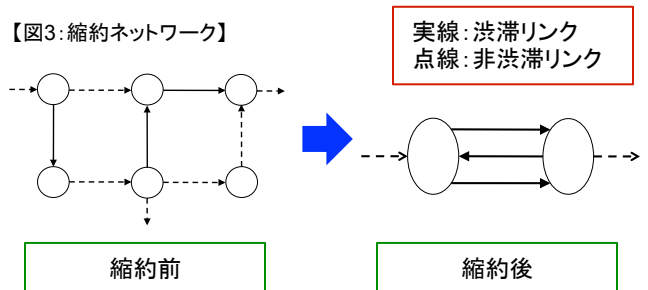 【図3:縮約ネットワーク】
実線:渋滞リンク
点線:非渋滞リンク
縮約前
縮約後